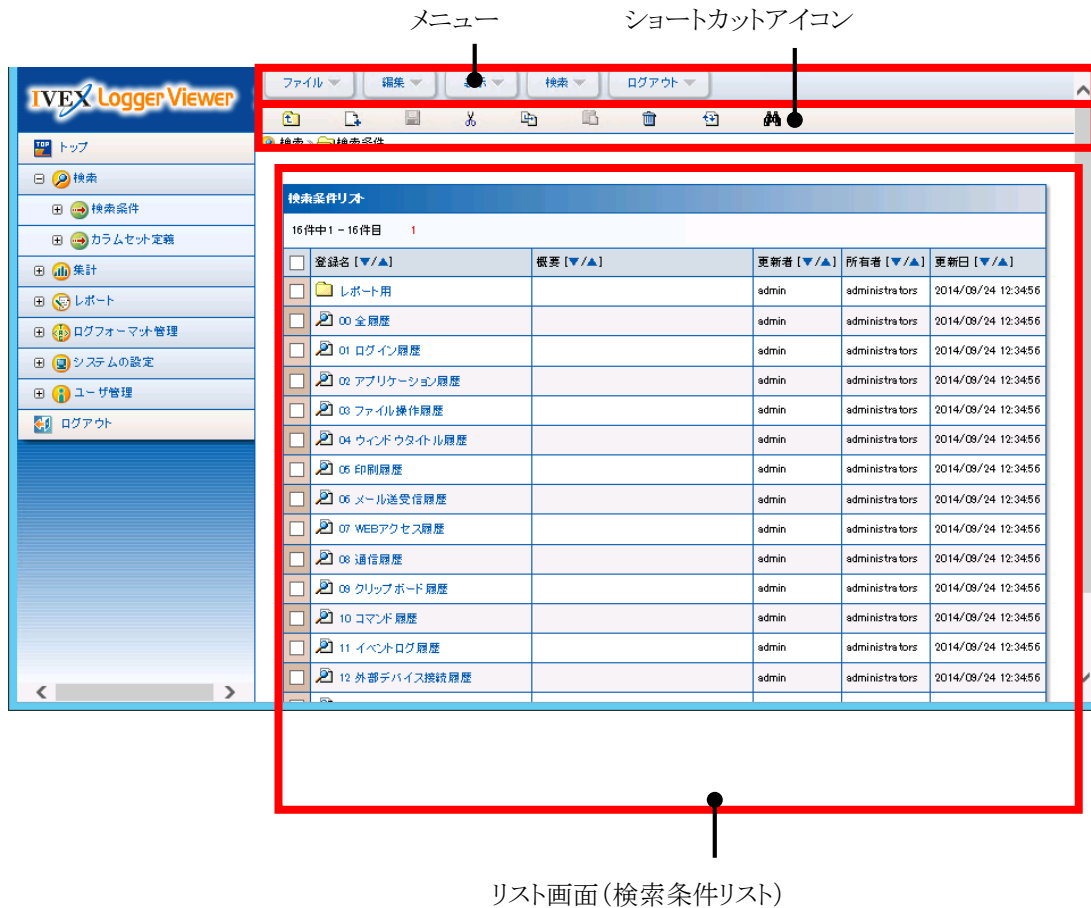 メニュー ショートカットアイコン
IVEX Logger Viewer
ファイル 編集 表示 検索 ログアウト
検索 » 検索条件
TOP トップ
検索
検索条件
カラムセット定義
集計
レポート
ログフォーマット管理
システムの設定
ユーザ管理
ログアウト
検索条件リスト
16件中1 - 16件目 1
登録名 [▼/▲] 概要 [▼/▲] 更新者 [▼/▲] 所有者 [▼/▲] 更新日 [▼/▲]
レポート用 admin administrators 2014/09/24 12:34:56
00 全履歴 admin administrators 2014/09/24 12:34:56
01 ログイン履歴 admin administrators 2014/09/24 12:34:56
02 アプリケーション履歴 admin administrators 2014/09/24 12:34:56
03 ファイル操作履歴 admin administrators 2014/09/24 12:34:56
04 ウィンドウタイトル履歴 admin administrators 2014/09/24 12:34:56
05 印刷履歴 admin administrators 2014/09/24 12:34:56
06 メール送受信履歴 admin administrators 2014/09/24 12:34:56
07 WEBアクセス履歴 admin administrators 2014/09/24 12:34:56
08 通信履歴 admin administrators 2014/09/24 12:34:56
09 クリップボード履歴 admin administrators 2014/09/24 12:34:56
10 コマンド履歴 admin administrators 2014/09/24 12:34:56
11 イベントログ履歴 admin administrators 2014/09/24 12:34:56
12 外部デバイス接続履歴 admin administrators 2014/09/24 12:34:56
リスト画面（検索条件リスト）